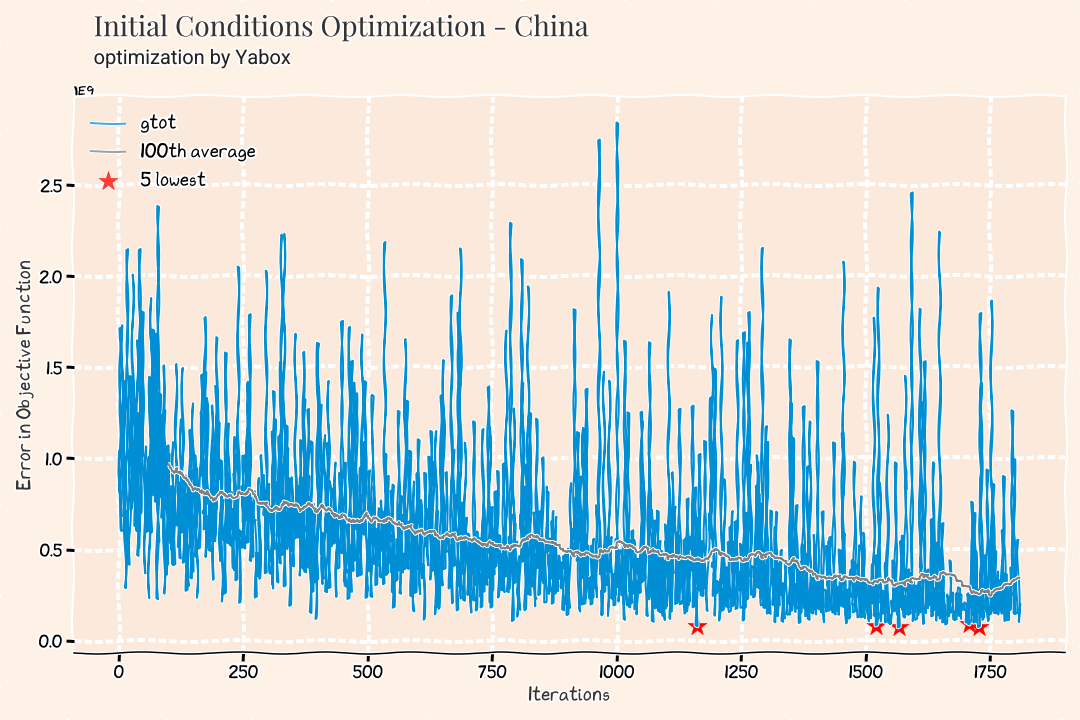 Initial Conditions Optimization - China
optimization by Yabox
1E9
gtot
100th average
5 lowest
2.5
2.0
1.5
1.0
0.5
0.0
Error in Objective Function
0 250 500 750 1000 1250 1500 1750
Iterations